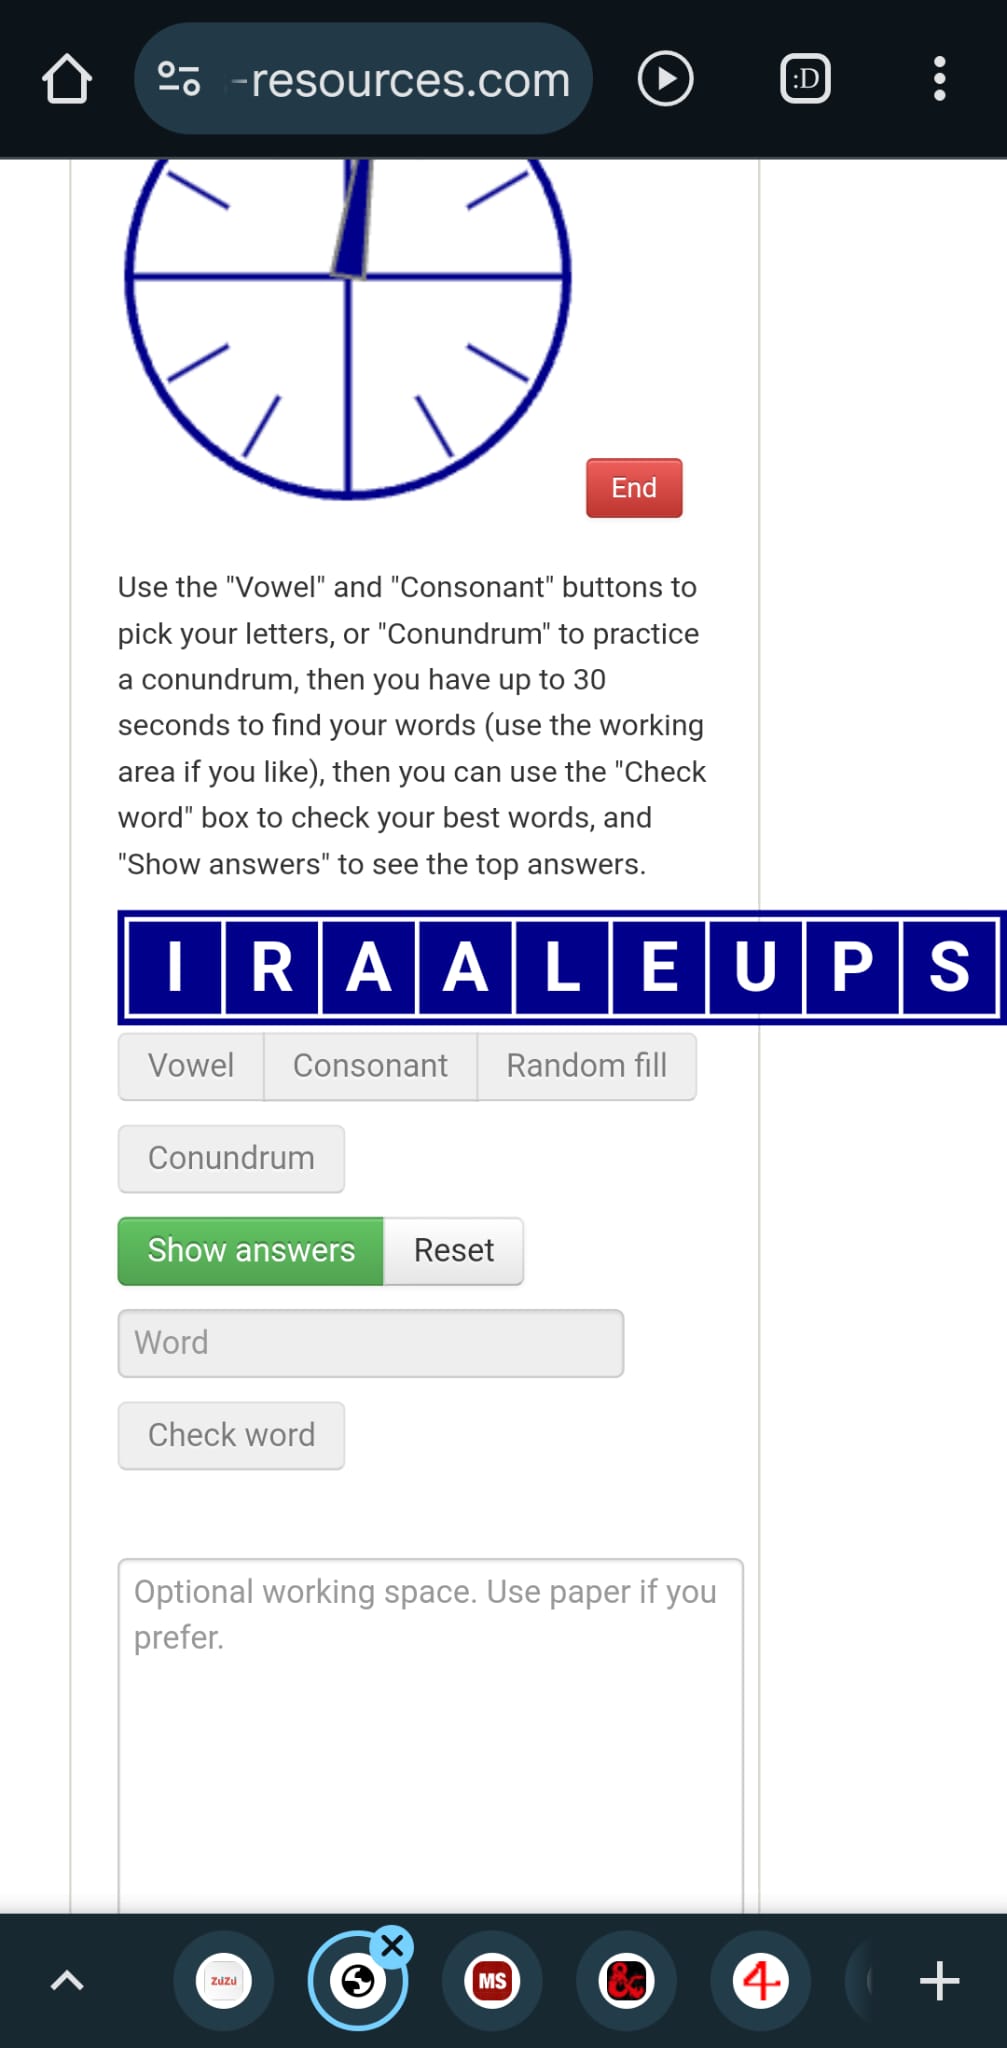 -resources.com
:D
End
Use the "Vowel" and "Consonant" buttons to
pick your letters, or "Conundrum" to practice
a conundrum, then you have up to 30
seconds to find your words (use the working
area if you like), then you can use the "Check
word" box to check your best words, and
"Show answers" to see the top answers.
I R A A L E U P S
Vowel Consonant Random fill
Conundrum
Show answers Reset
Word
Check word
Optional working space. Use paper if you
prefer.
ZüZü MS & 4